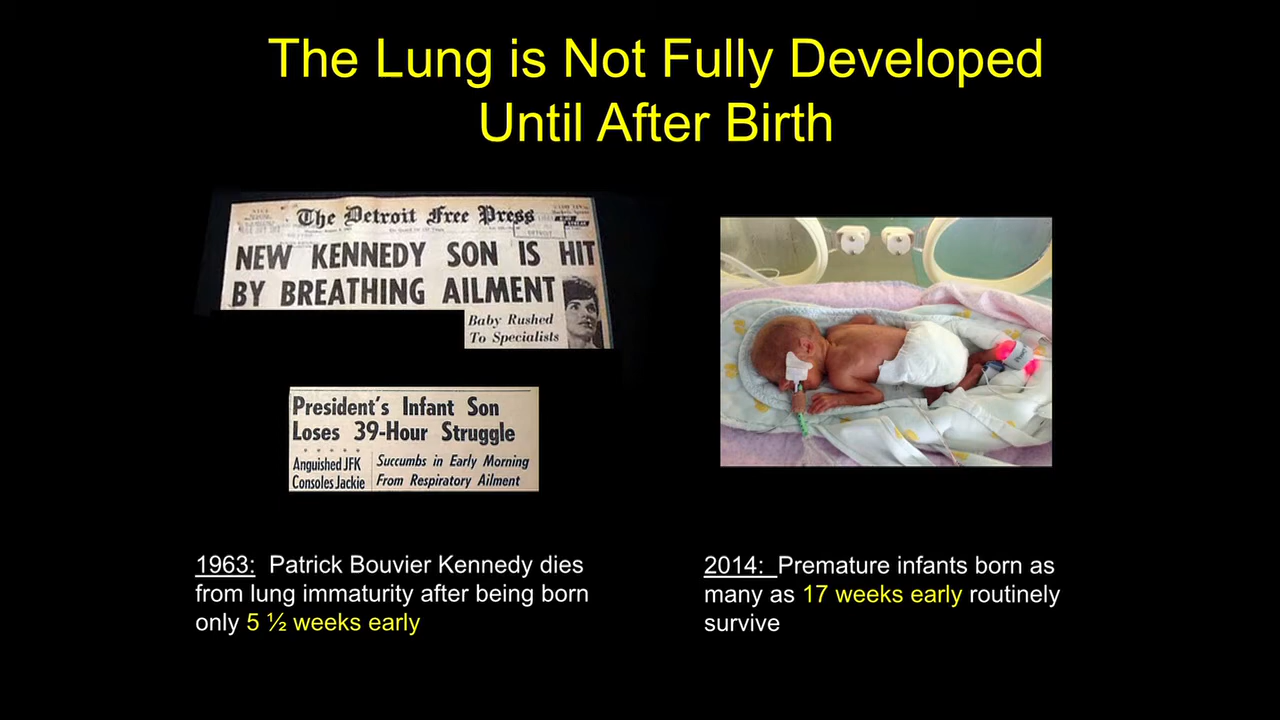 The Lung is Not Fully Developed
Until After Birth
The Detroit Free Press
NEW KENNEDY SON IS HIT
BY BREATHING AILMENT
Baby Rushed
To Specialists
President's Infant Son
Loses 39-Hour Struggle
Anguished JFK
Consoles Jackie
Succumbs in Early Morning
From Respiratory Ailment
1963: Patrick Bouvier Kennedy dies
from lung immaturity after being born
only 5 ½ weeks early
2014: Premature infants born as
many as 17 weeks early routinely
survive